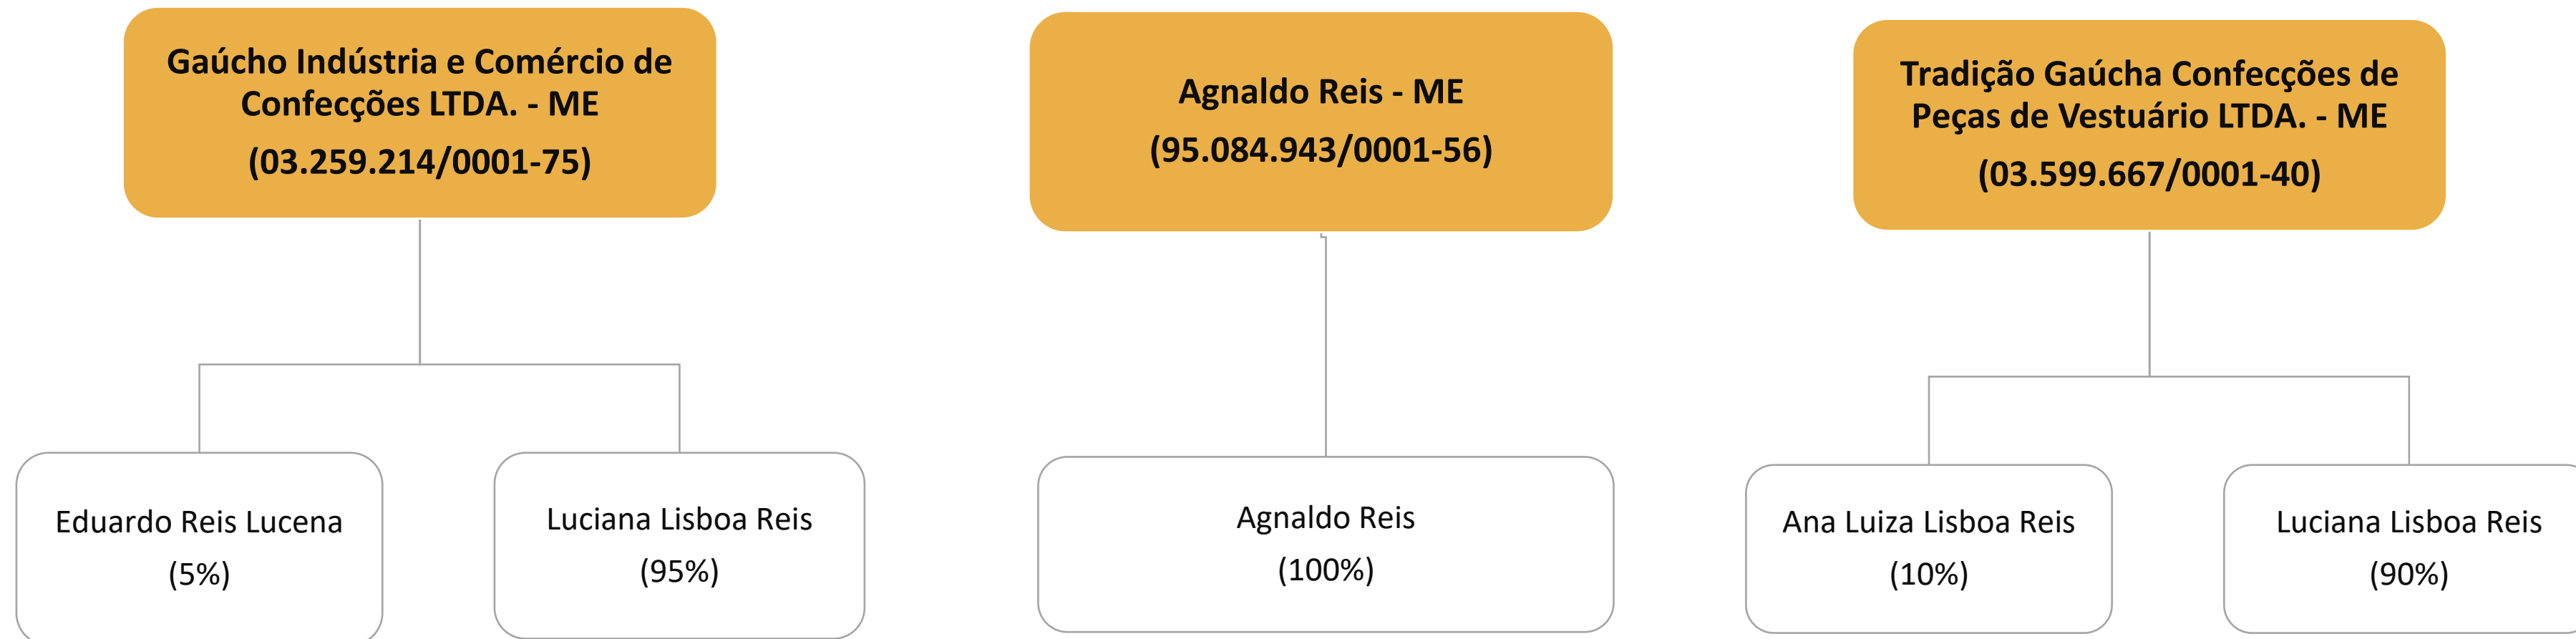 Gaúcho Indústria e Comércio de
Confecções LTDA. - ME
(03.259.214/0001-75)
Agnaldo Reis - ME
(95.084.943/0001-56)
Tradição Gaúcha Confecções de
Peças de Vestuário LTDA. - ME
(03.599.667/0001-40)
Eduardo Reis Lucena
(5%)
Luciana Lisboa Reis
(95%)
Agnaldo Reis
(100%)
Ana Luiza Lisboa Reis
(10%)
Luciana Lisboa Reis
(90%)